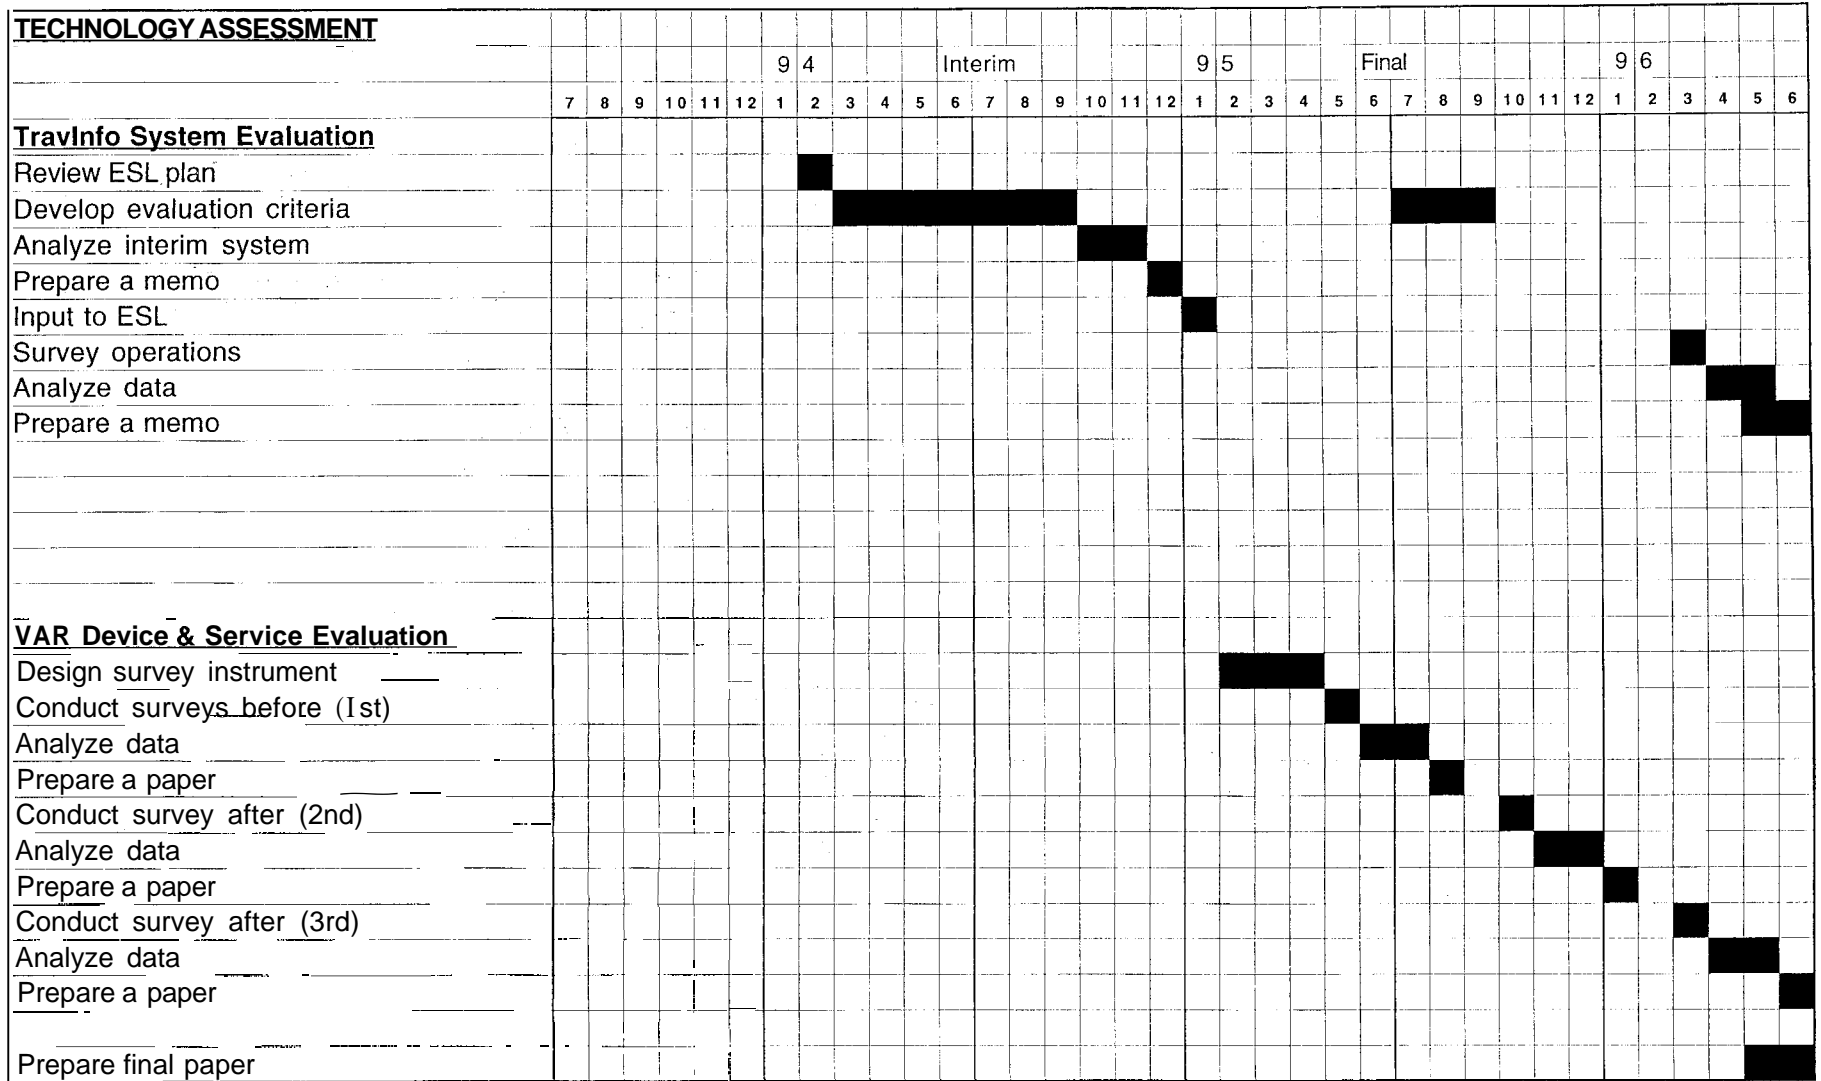 TECHNOLOGY ASSESSMENT
9 4 Interim 9 5 Final 9 6
7 8 9 10 11 12 1 2 3 4 5 6 7 8 9 10 11 12 1 2 3 4 5 6 7 8 9 10 11 12 1 2 3 4 5 6
TravInfo System Evaluation
Review ESL plan
Develop evaluation criteria
Analyze interim system
Prepare a memo
Input to ESL
Survey operations
Analyze data
Prepare a memo
VAR Device & Service Evaluation
Design survey instrument
Conduct surveys before (Ist)
Analyze data
Prepare a paper
Conduct survey after (2nd)
Analyze data
Prepare a paper
Conduct survey after (3rd)
Analyze data
Prepare a paper
Prepare final paper